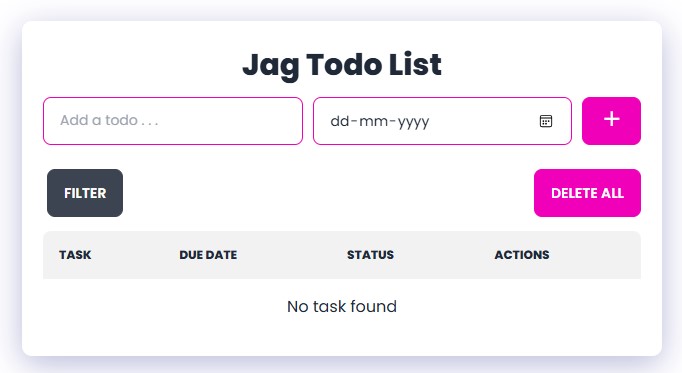 Jag Todo List
Add a todo . . .
dd-mm-yyyy
+
FILTER
DELETE ALL
TASK DUE DATE STATUS ACTIONS
No task found